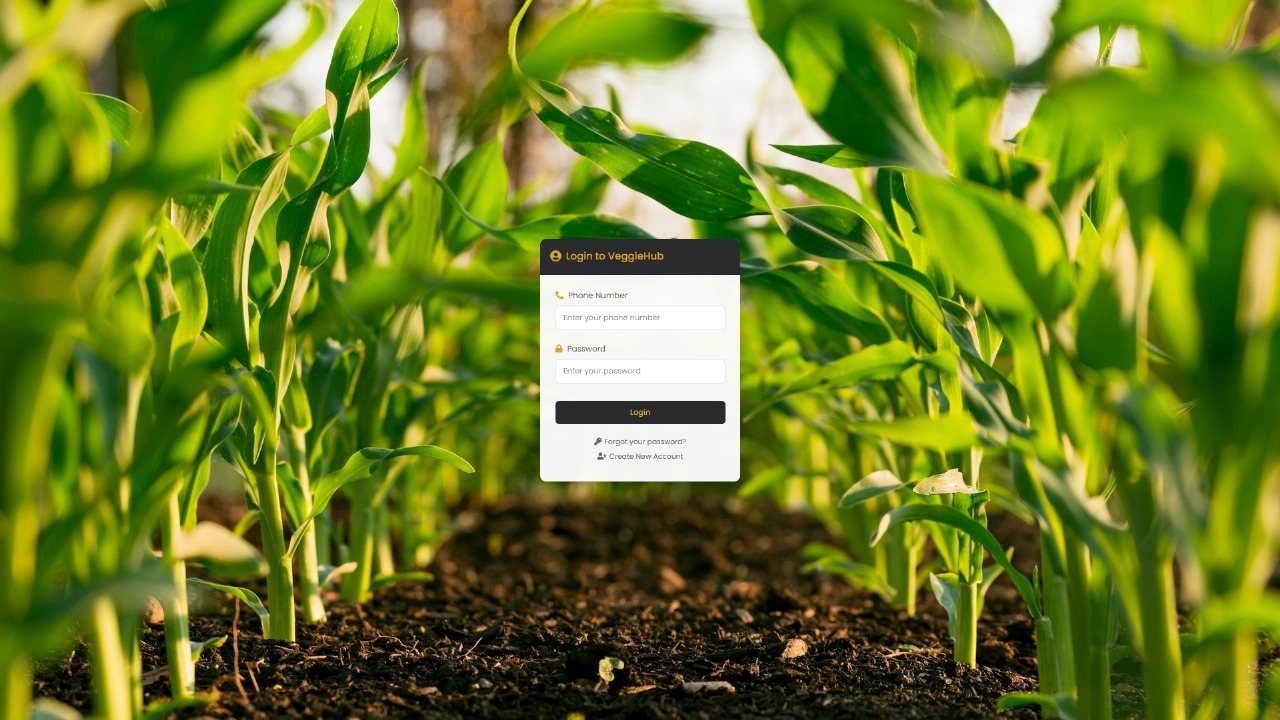 Login to VeggieHub
Phone Number
Enter your phone number
Password
Enter your password
Login
Forgot your password?
Create New Account